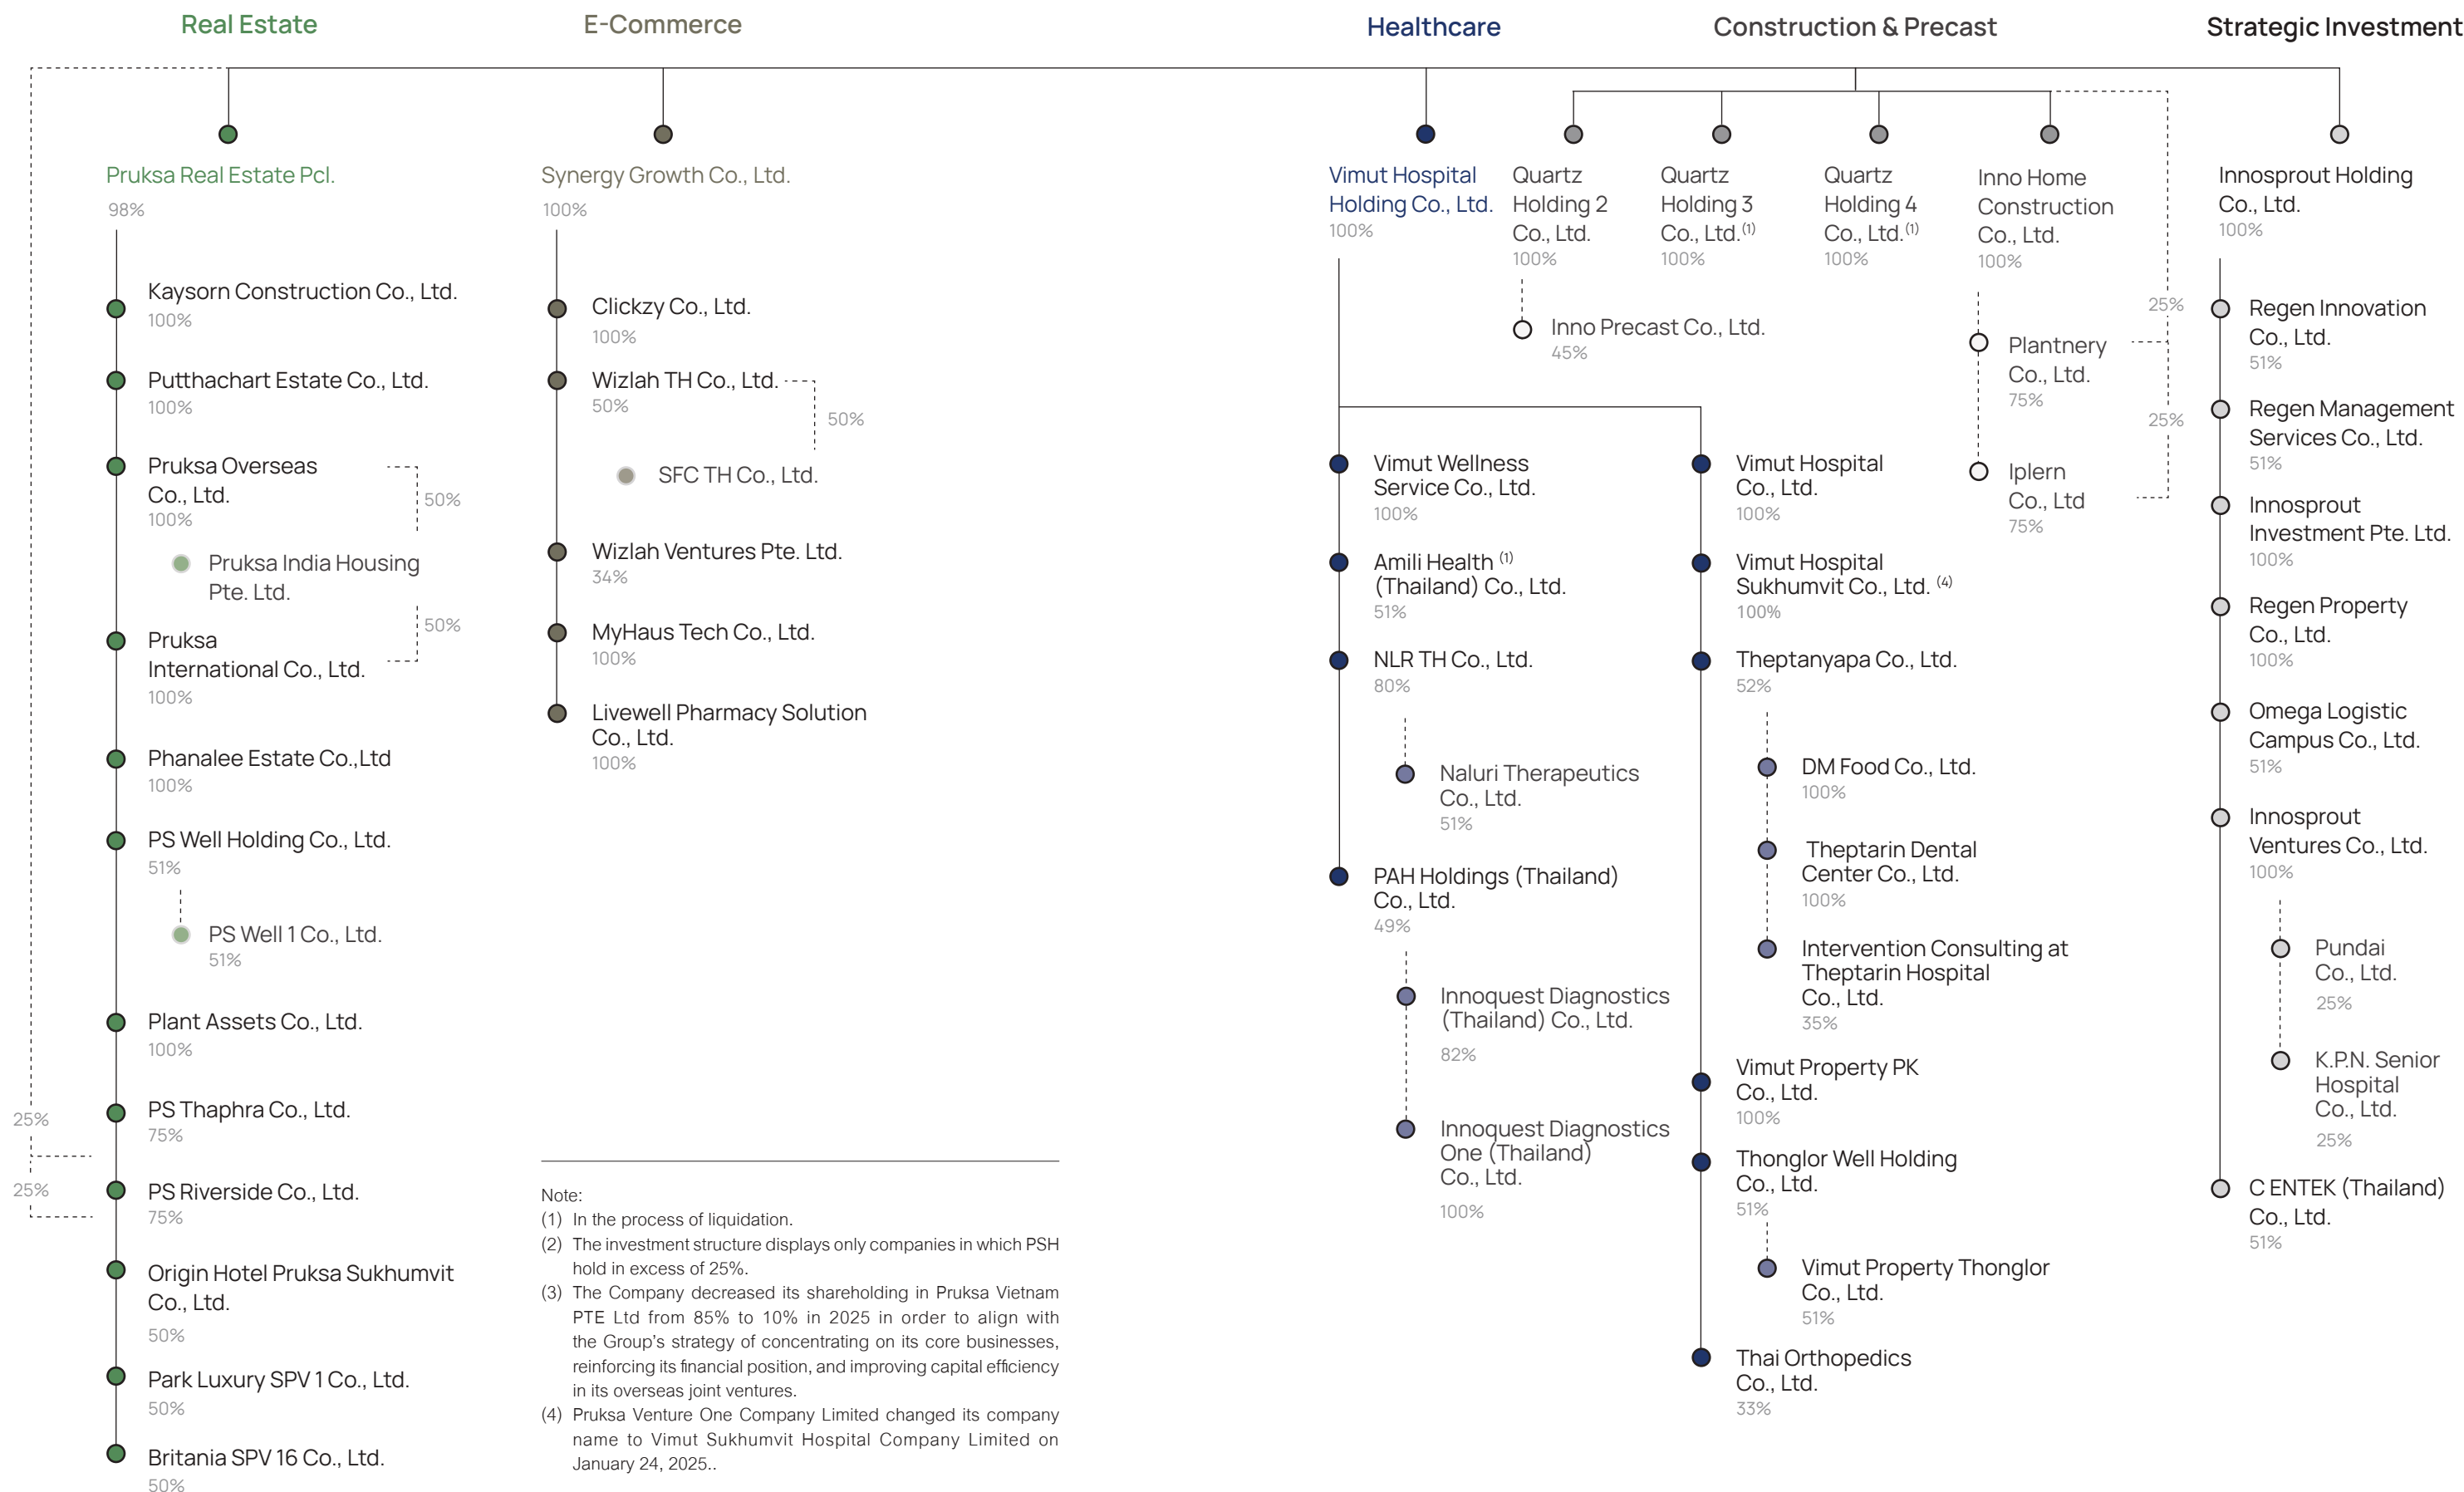 Real Estate
E-Commerce
Healthcare
Construction & Precast
Strategic Investment
Pruksa Real Estate Pcl.
98%
Kaysorn Construction Co., Ltd.
100%
Putthachart Estate Co., Ltd.
100%
Pruksa Overseas
Co., Ltd.
100%
50%
Pruksa India Housing
Pte. Ltd.
50%
Pruksa
International Co., Ltd.
100%
Phanalee Estate Co.,Ltd
100%
PS Well Holding Co., Ltd.
51%
PS Well 1 Co., Ltd.
51%
Plant Assets Co., Ltd.
100%
PS Thaphra Co., Ltd.
75%
25%
PS Riverside Co., Ltd.
75%
25%
Origin Hotel Pruksa Sukhumvit
Co., Ltd.
50%
Park Luxury SPV 1 Co., Ltd.
50%
Britania SPV 16 Co., Ltd.
50%
Synergy Growth Co., Ltd.
100%
Clickzy Co., Ltd.
100%
Wizlah TH Co., Ltd.
50%
50%
SFC TH Co., Ltd.
Wizlah Ventures Pte. Ltd.
34%
MyHaus Tech Co., Ltd.
100%
Livewell Pharmacy Solution
Co., Ltd.
100%
Note:
(1) In the process of liquidation.
(2) The investment structure displays only companies in which PSH
hold in excess of 25%.
(3) The Company decreased its shareholding in Pruksa Vietnam
PTE Ltd from 85% to 10% in 2025 in order to align with
the Group's strategy of concentrating on its core businesses,
reinforcing its financial position, and improving capital efficiency
in its overseas joint ventures.
(4) Pruksa Venture One Company Limited changed its company
name to Vimut Sukhumvit Hospital Company Limited on
January 24, 2025..
Vimut Hospital
Holding Co., Ltd.
100%
Vimut Wellness
Service Co., Ltd.
100%
Amili Health (1)
(Thailand) Co., Ltd.
51%
NLR TH Co., Ltd.
80%
Naluri Therapeutics
Co., Ltd.
51%
PAH Holdings (Thailand)
Co., Ltd.
49%
Innoquest Diagnostics
(Thailand) Co., Ltd.
82%
Innoquest Diagnostics
One (Thailand)
Co., Ltd.
100%
Vimut Hospital
Co., Ltd.
100%
Vimut Hospital
Sukhumvit Co., Ltd. (4)
100%
Theptanyapa Co., Ltd.
52%
DM Food Co., Ltd.
100%
Theptarin Dental
Center Co., Ltd.
100%
Intervention Consulting at
Theptarin Hospital
Co., Ltd.
35%
Vimut Property PK
Co., Ltd.
100%
Thonglor Well Holding
Co., Ltd.
51%
Vimut Property Thonglor
Co., Ltd.
51%
Thai Orthopedics
Co., Ltd.
33%
Quartz
Holding 2
Co., Ltd.
100%
Inno Precast Co., Ltd.
45%
Quartz
Holding 3
Co., Ltd.(1)
100%
Quartz
Holding 4
Co., Ltd.(1)
100%
Inno Home
Construction
Co., Ltd.
100%
25%
Plantnery
Co., Ltd.
75%
25%
Iplern
Co., Ltd
75%
Innosprout Holding
Co., Ltd.
100%
Regen Innovation
Co., Ltd.
51%
Regen Management
Services Co., Ltd.
51%
Innosprout
Investment Pte. Ltd.
100%
Regen Property
Co., Ltd.
100%
Omega Logistic
Campus Co., Ltd.
51%
Innosprout
Ventures Co., Ltd.
100%
Pundai
Co., Ltd.
25%
K.P.N. Senior
Hospital
Co., Ltd.
25%
C ENTEK (Thailand)
Co., Ltd.
51%